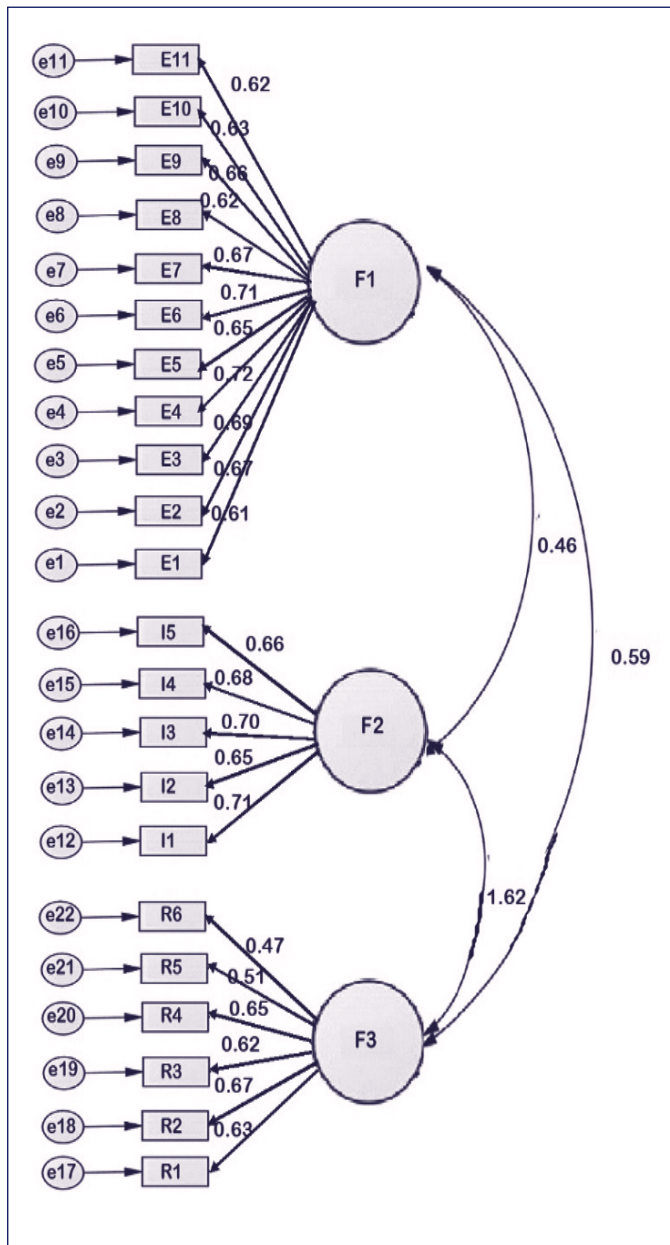 e11 E11 0.62
e10 E10 0.63
e9 E9 0.66
e8 E8 0.62
e7 E7 0.67 F1
e6 E6 0.71
e5 E5 0.65
e4 E4 0.72
e3 E3 0.69
e2 E2 0.67
e1 E1 0.61
0.46
0.59
e16 I5 0.66
e15 I4 0.68
e14 I3 0.70 F2
e13 I2 0.65
e12 I1 0.71
1.62
e22 R6 0.47
e21 R5 0.51
e20 R4 0.65 F3
e19 R3 0.62
e18 R2 0.67
e17 R1 0.63